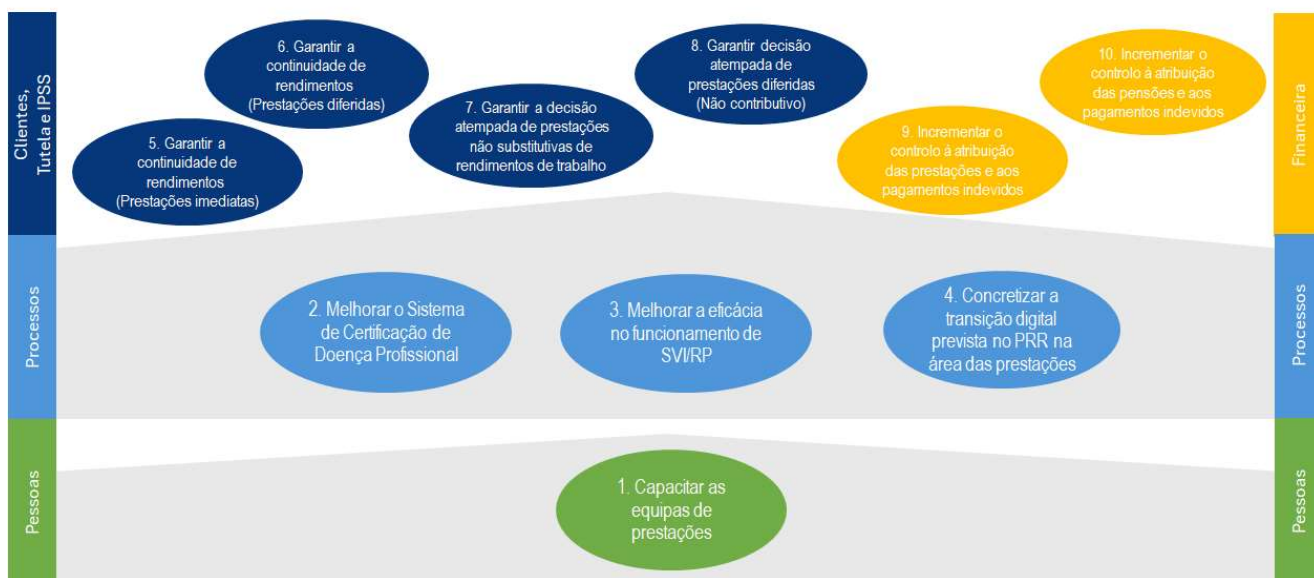 Clientes,
Tutela e IPSS
6. Garantir a
continuidade de
rendimentos
(Prestações diferidas)
8. Garantir decisão
atempada de
prestações diferidas
(Não contributivo)
10. Incrementar o
controlo à atribuição
das pensões e aos
pagamentos indevidos
Financeira
5. Garantir a
continuidade de
rendimentos
(Prestações imediatas)
7. Garantir a decisão
atempada de prestações
não substitutivas de
rendimentos de trabalho
9. Incrementar o
controlo à atribuição
das prestações e aos
pagamentos indevidos
Processos
2. Melhorar o Sistema
de Certificação de
Doença Profissional
3. Melhorar a eficácia
no funcionamento de
SVI/RP
4. Concretizar a
transição digital
prevista no PRR na
área das prestações
Processos
Pessoas
1. Capacitar as
equipas de
prestações
Pessoas